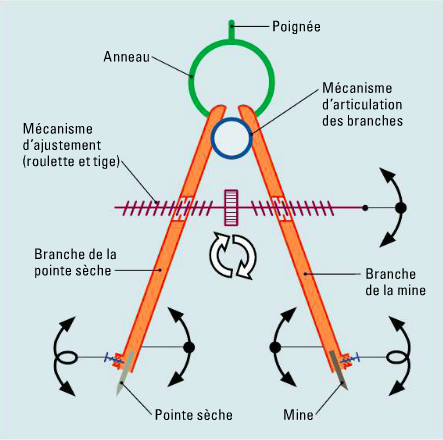 Poignée
Anneau
Mécanisme
d'articulation
des branches
Mécanisme
d'ajustement
(roulette et tige)
Branche de la
pointe sèche
Branche
de la mine
Pointe sèche
Mine